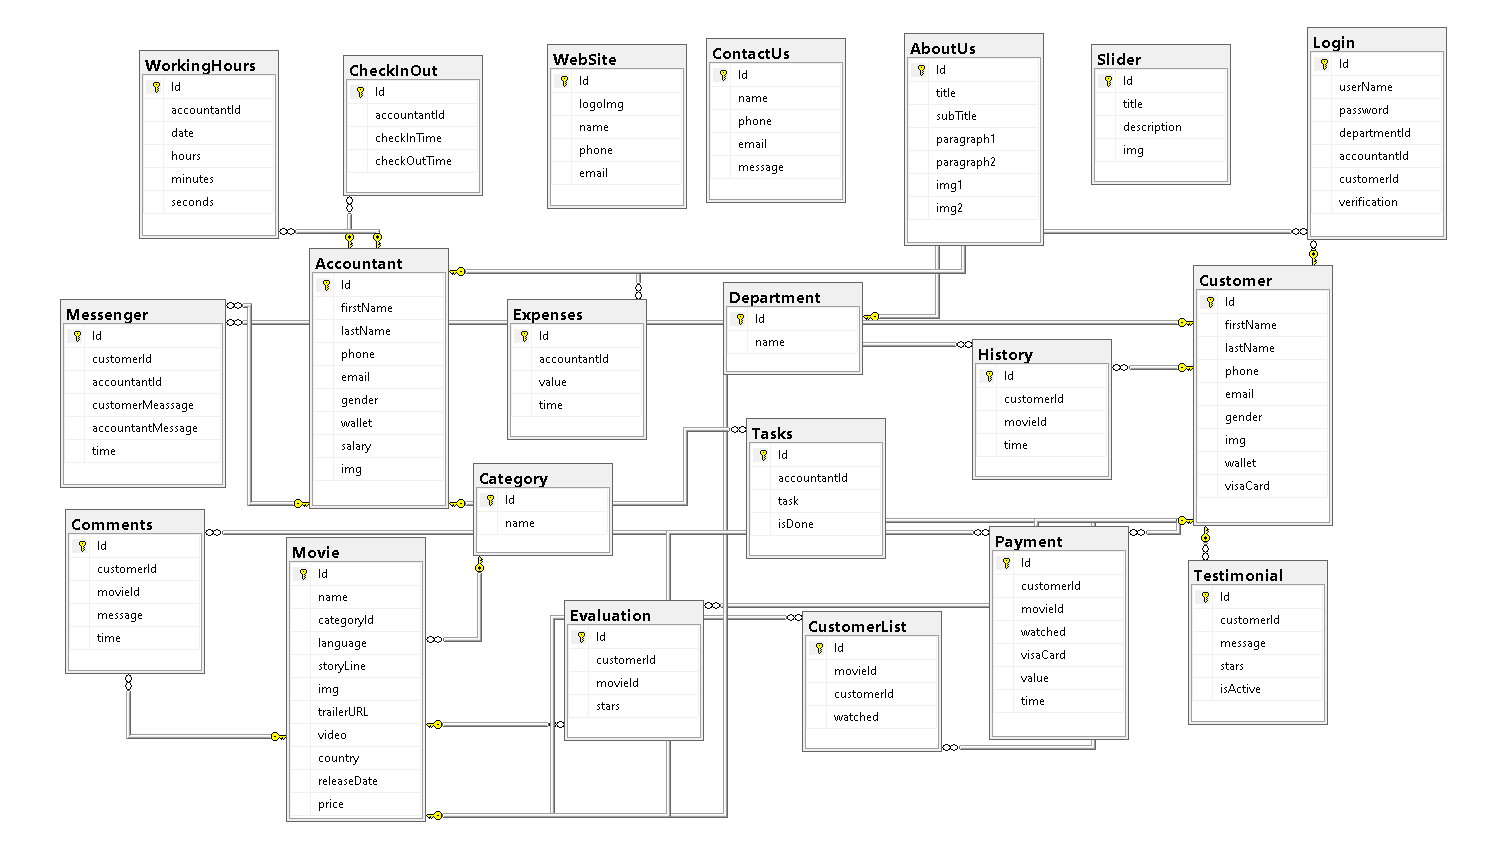 WorkingHours
Id
accountantId
date
hours
minutes
seconds
CheckInOut
Id
accountantId
checkInTime
checkOutTime
WebSite
Id
logoImg
name
phone
email
ContactUs
Id
name
phone
email
message
AboutUs
Id
title
subTitle
paragraph1
paragraph2
img1
img2
Slider
Id
title
description
img
Login
Id
userName
password
departmentId
accountantId
customerId
verification
Messenger
Id
customerId
accountantId
customerMeassage
accountantMessage
time
Accountant
Id
firstName
lastName
phone
email
gender
wallet
salary
img
Expenses
Id
accountantId
value
time
Department
Id
name
History
Id
customerId
movieId
time
Customer
Id
firstName
lastName
phone
email
gender
img
wallet
visaCard
Comments
Id
customerId
movieId
message
time
Movie
Id
name
categoryId
language
storyLine
img
trailerURL
video
country
releaseDate
price
Category
Id
name
Tasks
Id
accountantId
task
isDone
Evaluation
Id
customerId
movieId
stars
CustomerList
Id
movieId
customerId
watched
Payment
Id
customerId
movieId
watched
visaCard
value
time
Testimonial
Id
customerId
message
stars
isActive